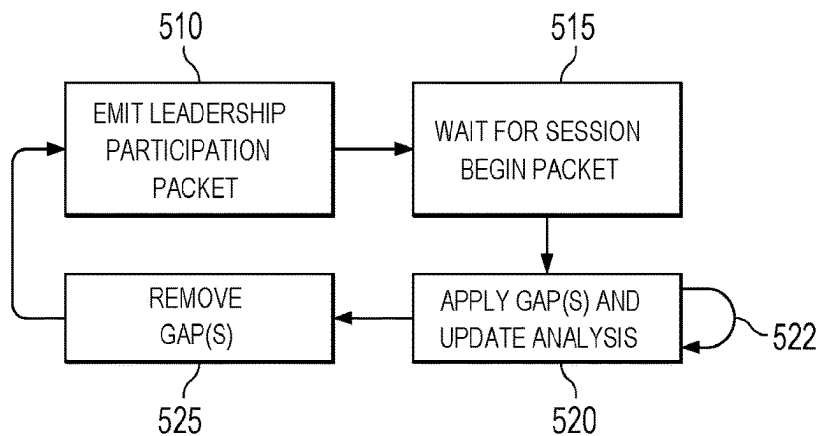 510
515
EMIT LEADERSHIP
PARTICIPATION
PACKET
WAIT FOR SESSION
BEGIN PACKET
REMOVE
GAP(S)
APPLY GAP(S) AND
UPDATE ANALYSIS
522
525
520